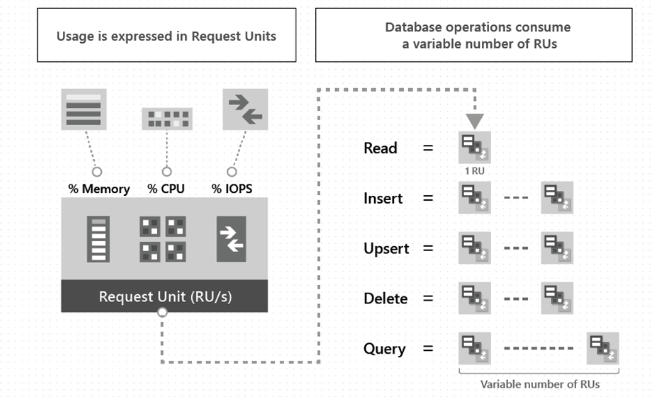 Usage is expressed in Request Units
Database operations consume
a variable number of RUs
% Memory
% CPU
% IOPS
Request Unit (RU/s)
Read =
1 RU
Insert =
Upsert =
Delete =
Query =
Variable number of RUs